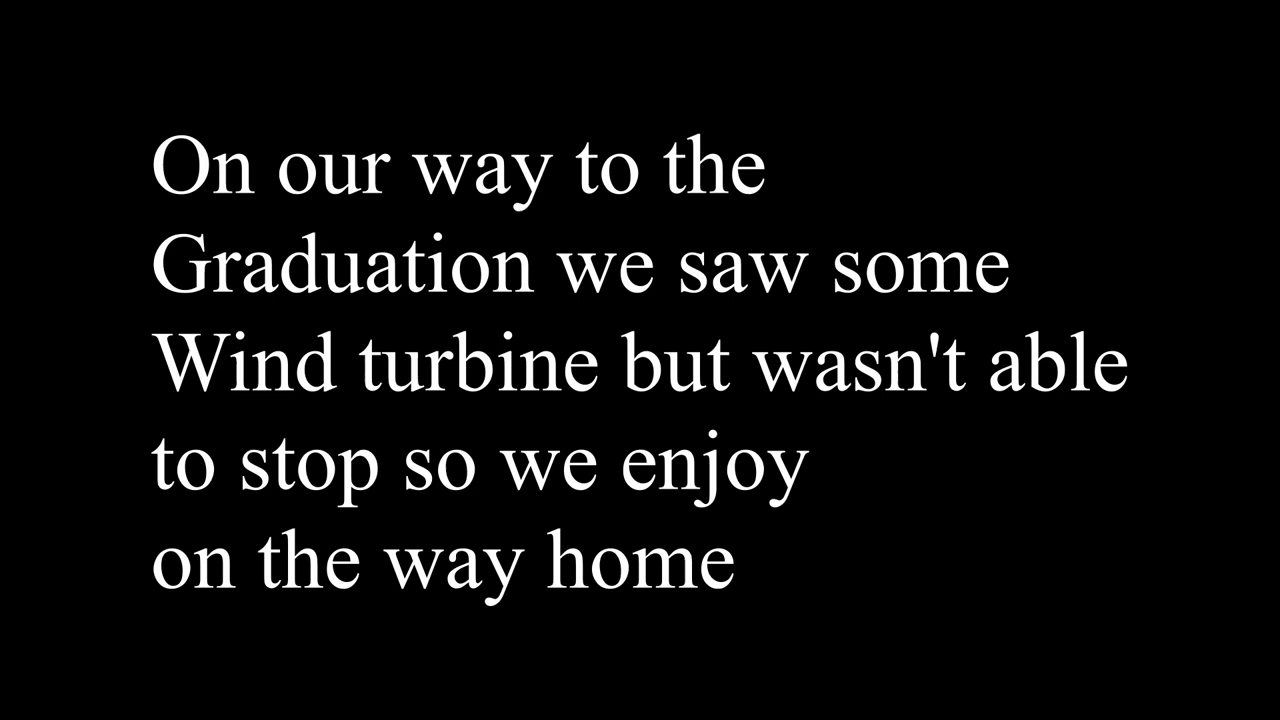 On our way to the
Graduation we saw some
Wind turbine but wasn't able
to stop so we enjoy
on the way home